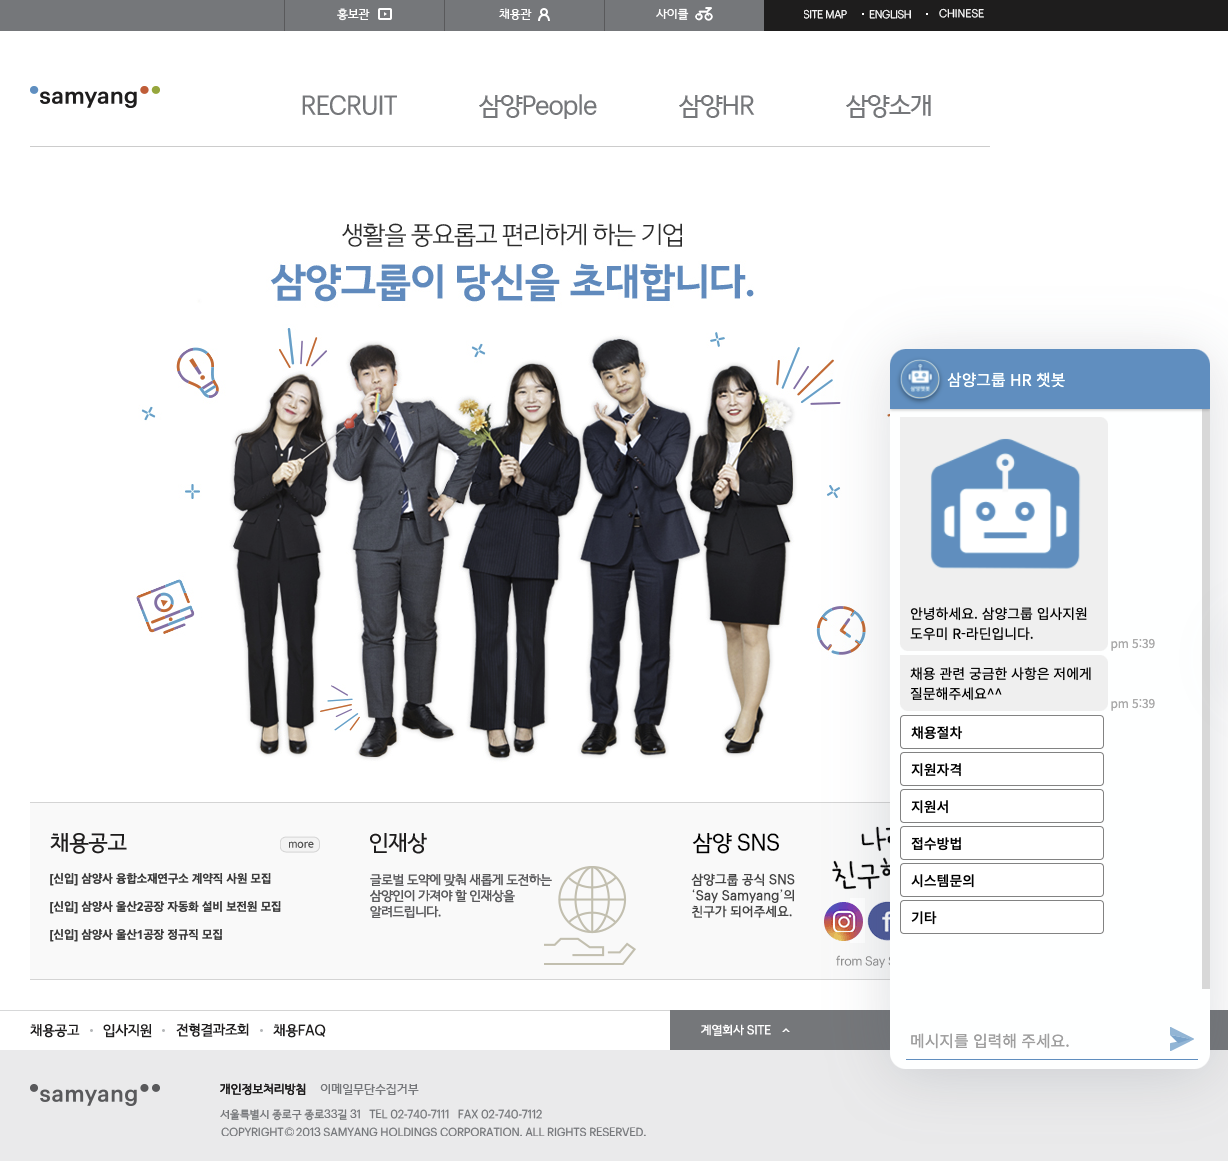 홍보관
채용관
사이클
SITE MAP
ENGLISH
CHINESE
samyang
RECRUIT
삼양People
삼양HR
삼양소개
생활을 풍요롭고 편리하게 하는 기업
삼양그룹이 당신을 초대합니다.
삼양그룹 HR 챗봇
안녕하세요. 삼양그룹 입사지원
도우미 R-라딘입니다.
pm 5:39
채용 관련 궁금한 사항은 저에게
질문해주세요^^
pm 5:39
채용절차
지원자격
지원서
접수방법
시스템문의
기타
메시지를 입력해 주세요.
채용공고
more
[신입] 삼양사 융합소재연구소 계약직 사원 모집
[신입] 삼양사 울산2공장 자동화 설비 보전원 모집
[신입] 삼양사 울산1공장 정규직 모집
인재상
글로벌 도약에 맞춰 새롭게 도전하는
삼양인이 가져야 할 인재상을
알려드립니다.
삼양 SNS
삼양그룹 공식 SNS
‘Say Samyang’의
친구가 되어주세요.
친구
from Say
채용공고
입사지원
전형결과조회
채용FAQ
계열회사 SITE
samyang
개인정보처리방침
이메일무단수집거부
서울특별시 종로구 종로33길 31 TEL 02-740-7111 FAX 02-740-7112
COPYRIGHT © 2013 SAMYANG HOLDINGS CORPORATION. ALL RIGHTS RESERVED.